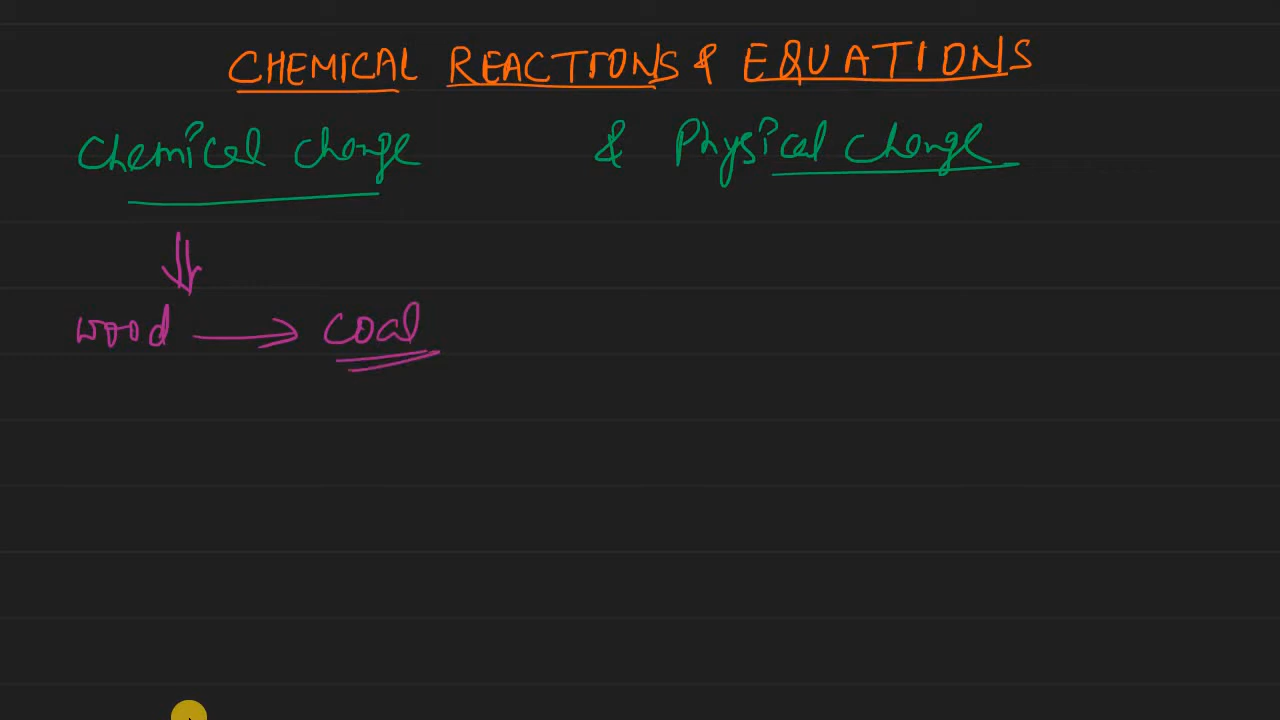 CHEMICAL REACTIONS & EQUATIONS
Chemical change & Physical change
wood → coal